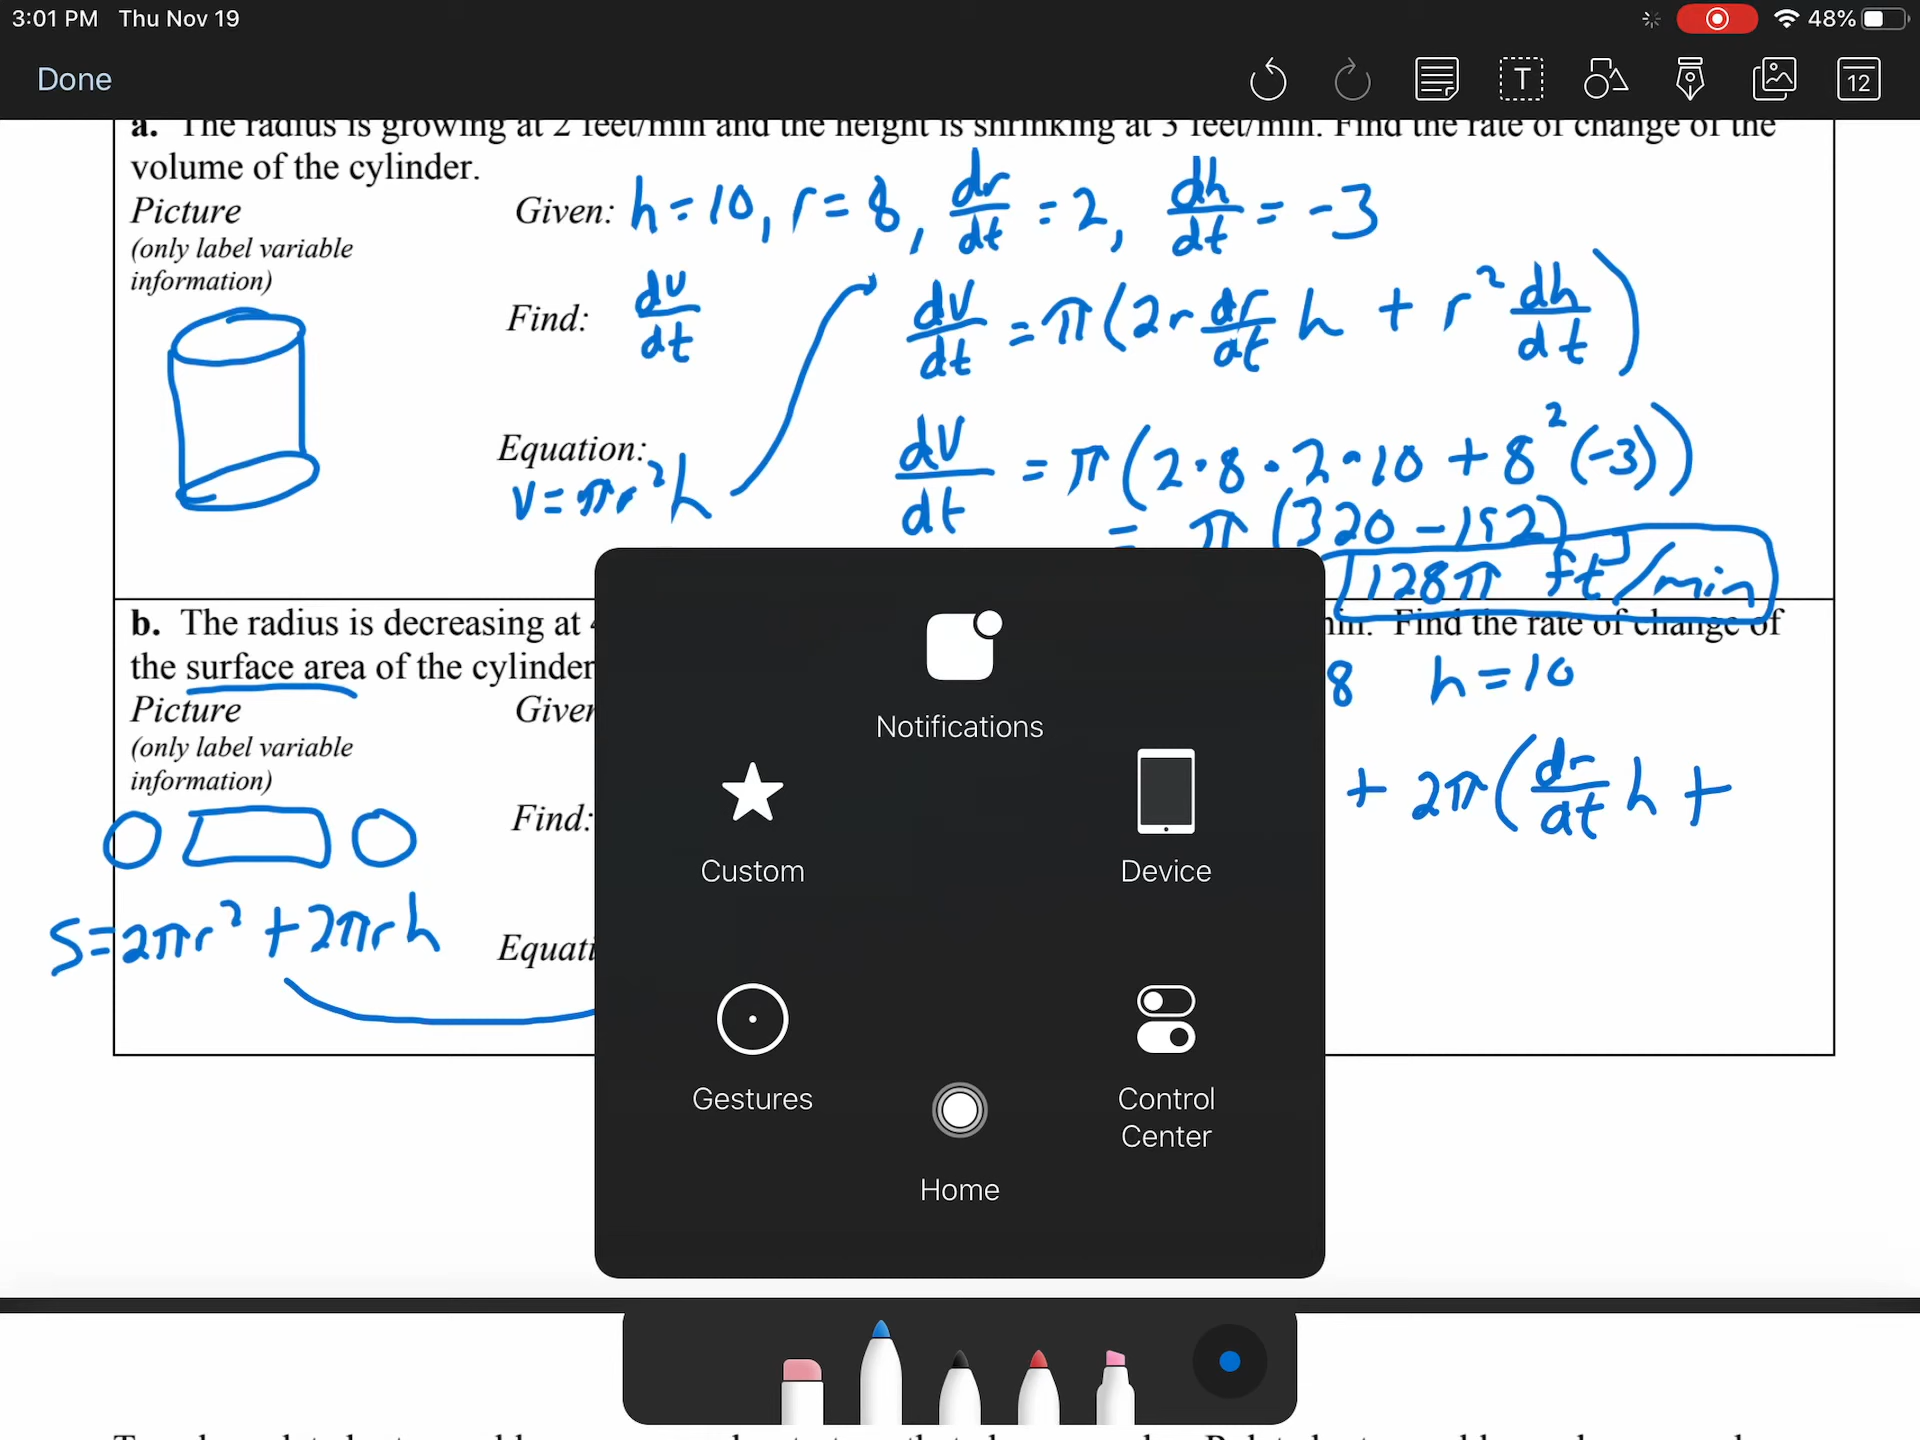 3:01 PM Thu Nov 19 48%
Done T 12
a. The radius is growing at 2 feet/min and the height is shrinking at 3 feet/min. Find the rate of change of the
volume of the cylinder.
Picture
(only label variable
information)
Given: h = 10, r = 8, dr/dt = 2, dh/dt = -3
Find: dv/dt
dV/dt = π(2r dr/dt h + r² dh/dt)
Equation:
V = πr²h
dV/dt = π(2·8·2·10 + 8²(-3))
= π(320 - 192)
128π ft³/min
b. The radius is decreasing at
Find the rate of change of
the surface area of the cylinder
8 h = 10
Picture
(only label variable
information)
Find:
+ 2π(dr/dt h +
S = 2πr² + 2πrh
Notifications
Custom
Device
Gestures
Control
Center
Home